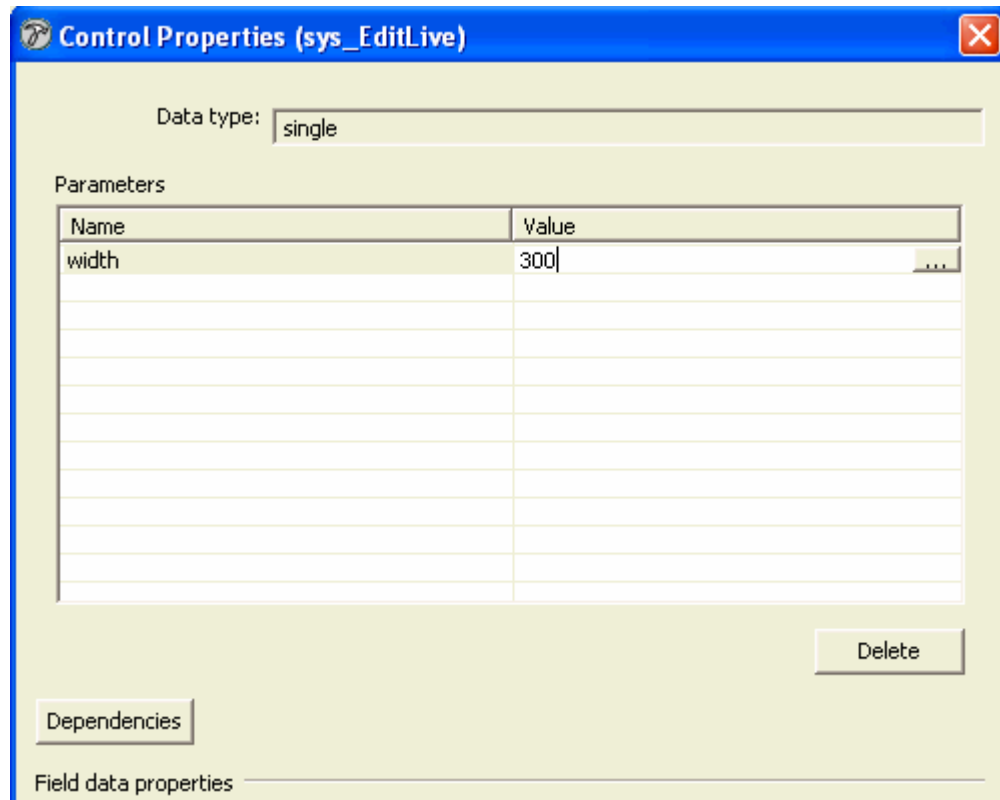 Control Properties (sys_EditLive)
Data type: single
Parameters
Name Value
width 300 ...
Delete
Dependencies
Field data properties